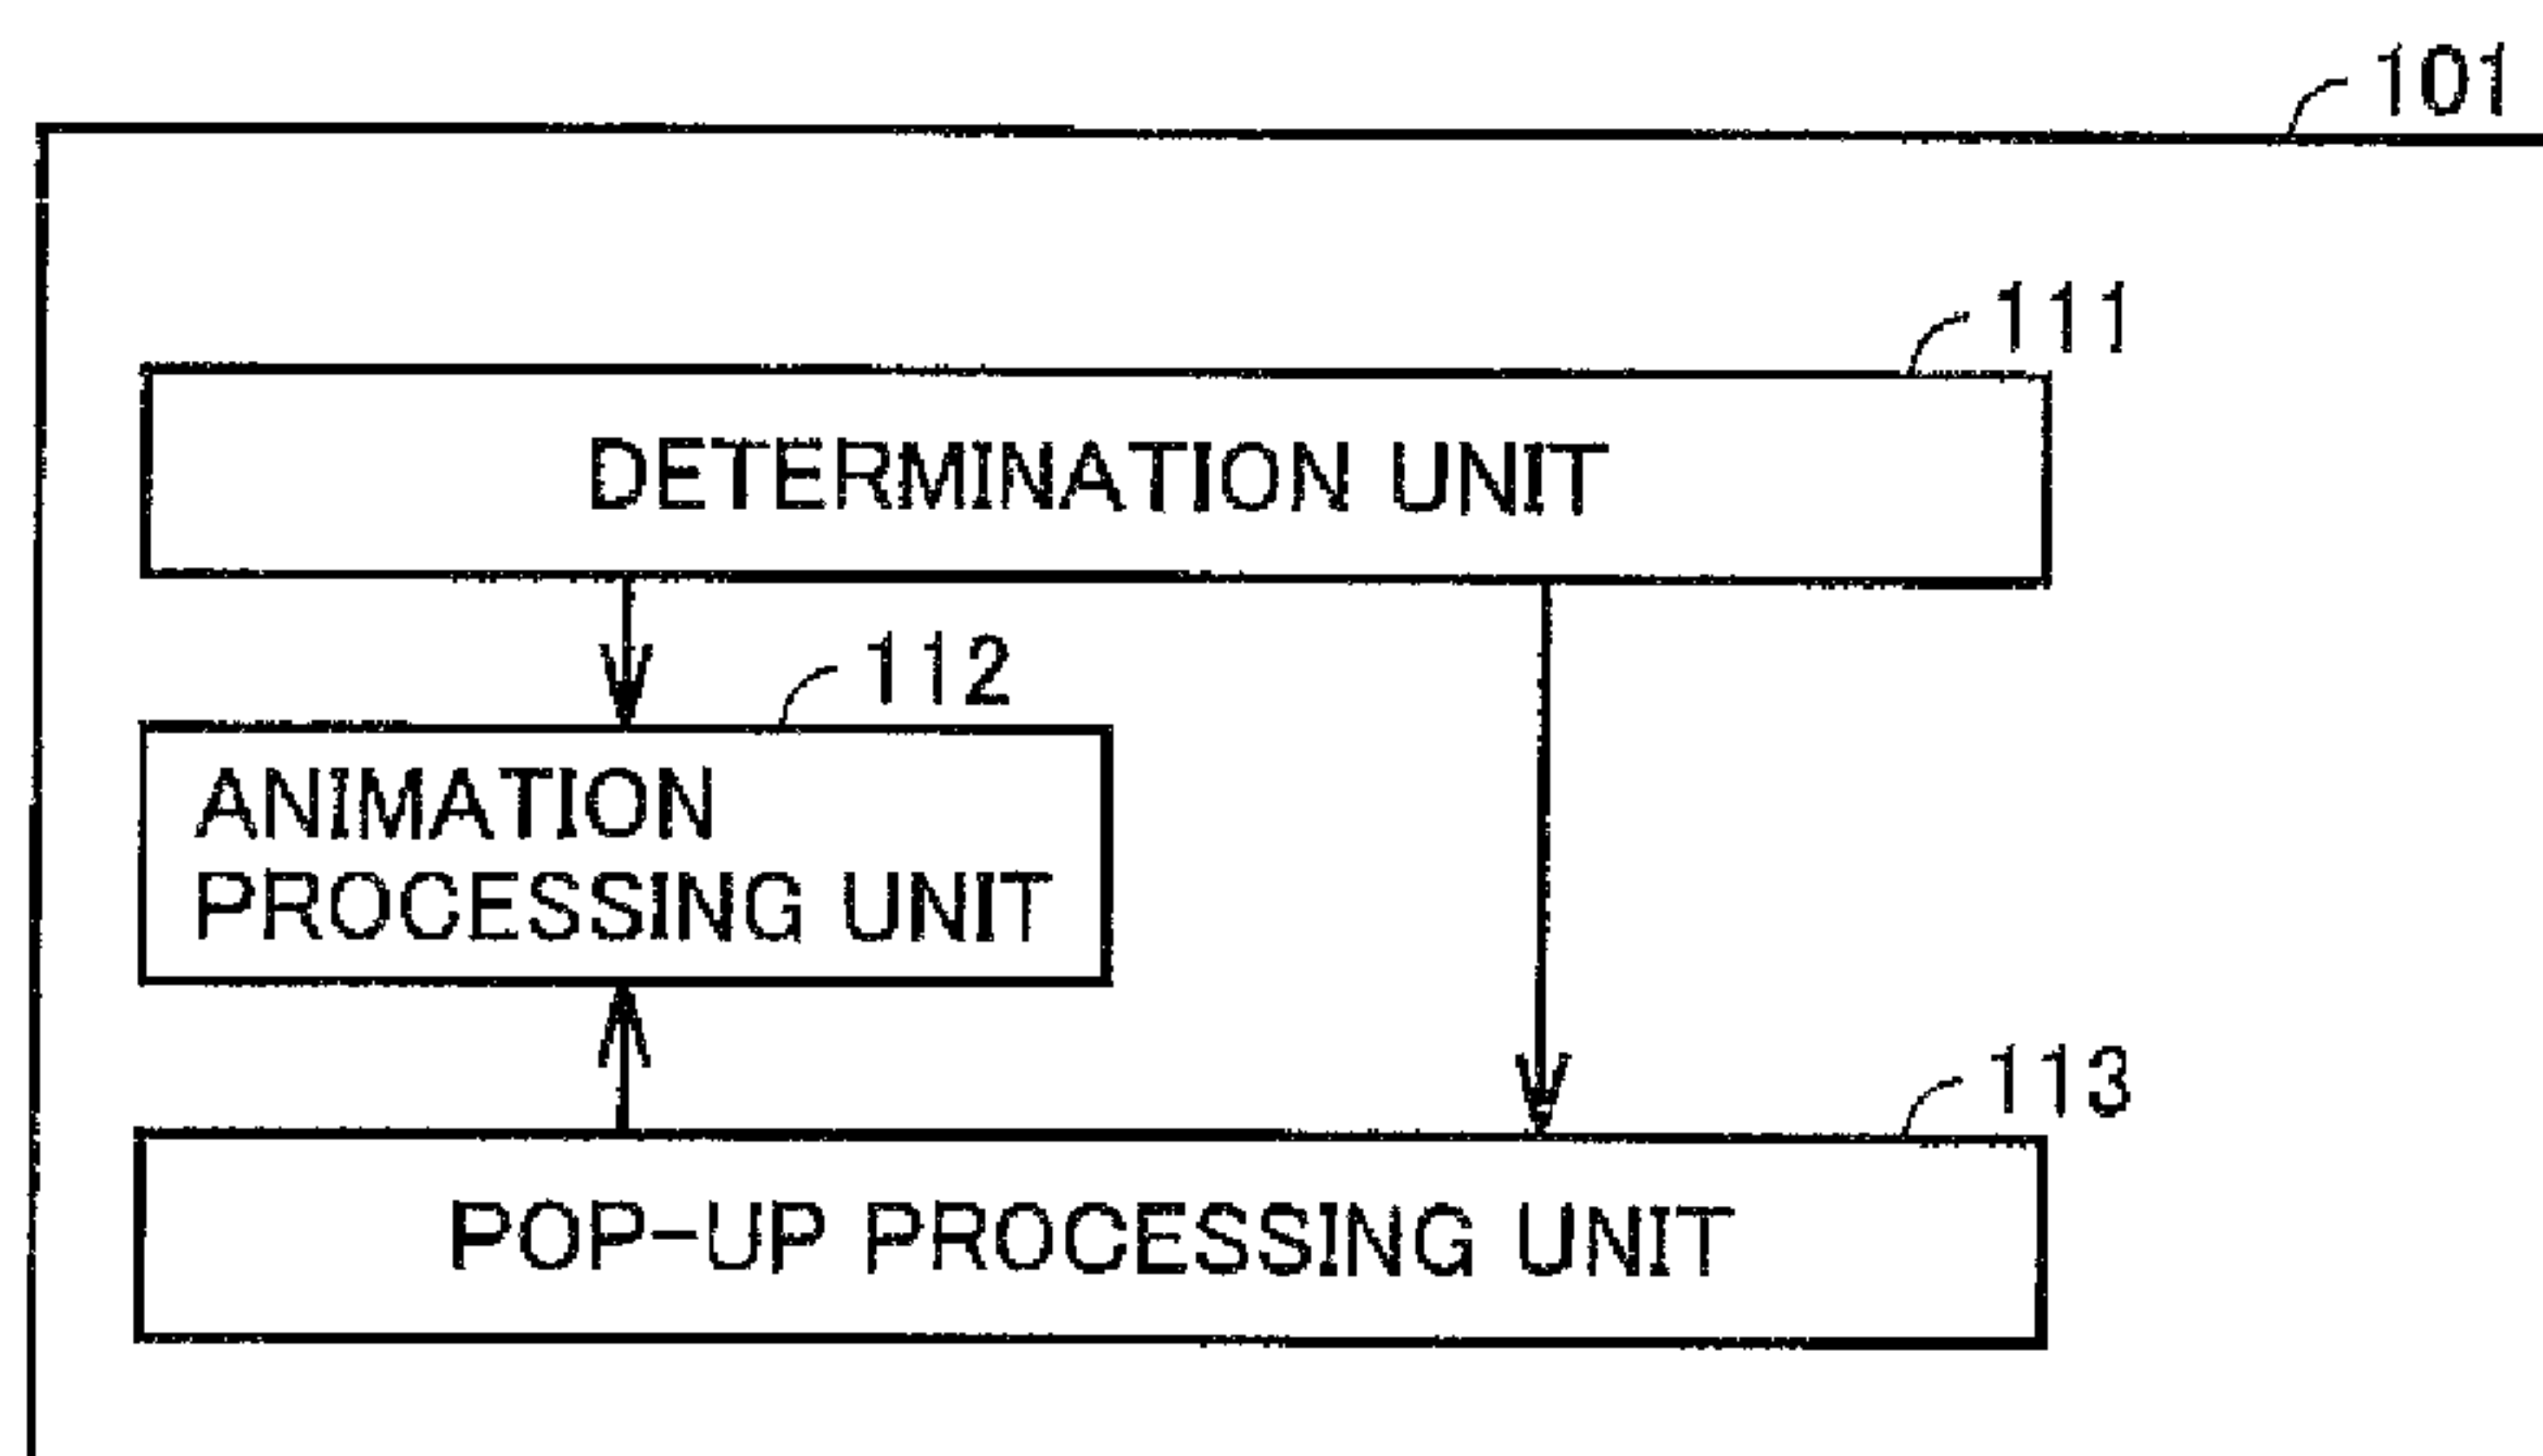 101
111
DETERMINATION UNIT
112
ANIMATION
PROCESSING UNIT
113
POP-UP PROCESSING UNIT